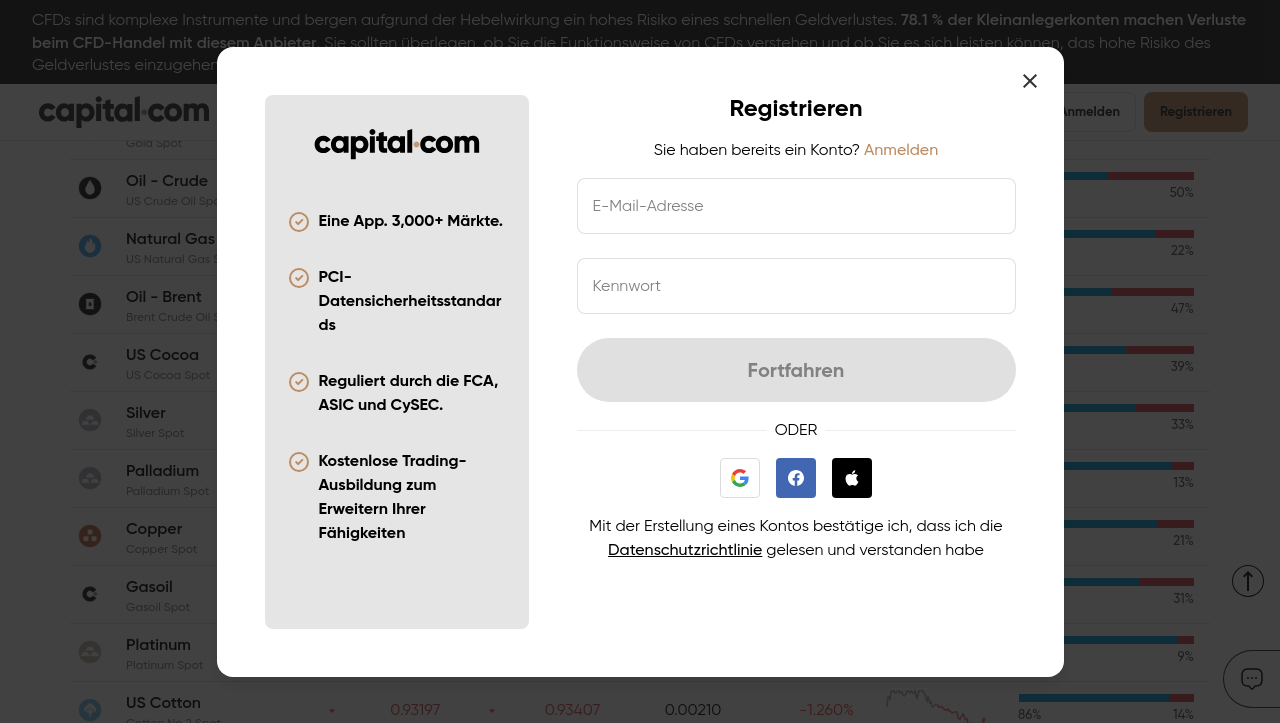 CFDs sind komplexe Instrumente und bergen aufgrund der Hebelwirkung ein hohes Risiko eines schnellen Geldverlustes. 78.1 % der Kleinanlegerkonten machen Verluste
beim CFD-Handel mit diesem Anbieter. Sie sollten überlegen, ob Sie die Funktionsweise von CFDs verstehen und ob Sie es sich leisten können, das hohe Risiko des
Geldverlustes einzugehen
capital.com
Anmelden
Registrieren
Gold Spot
Oil - Crude
US Crude Oil Spo
50%
Natural Gas
US Natural Gas S
22%
Oil - Brent
Brent Crude Oil S
47%
US Cocoa
US Cocoa Spot
39%
Silver
Silver Spot
33%
Palladium
Palladium Spot
13%
Copper
Copper Spot
21%
Gasoil
Gasoil Spot
31%
Platinum
Platinum Spot
9%
US Cotton
Cotton No.2 Spot
0.93197
0.93407
0.00210
-1.260%
86%
14%
capital.com
Eine App. 3,000+ Märkte.
PCI-
Datensicherheitsstandar
ds
Reguliert durch die FCA,
ASIC und CySEC.
Kostenlose Trading-
Ausbildung zum
Erweitern Ihrer
Fähigkeiten
Registrieren
Sie haben bereits ein Konto? Anmelden
E-Mail-Adresse
Kennwort
Fortfahren
ODER
Mit der Erstellung eines Kontos bestätige ich, dass ich die
Datenschutzrichtlinie gelesen und verstanden habe